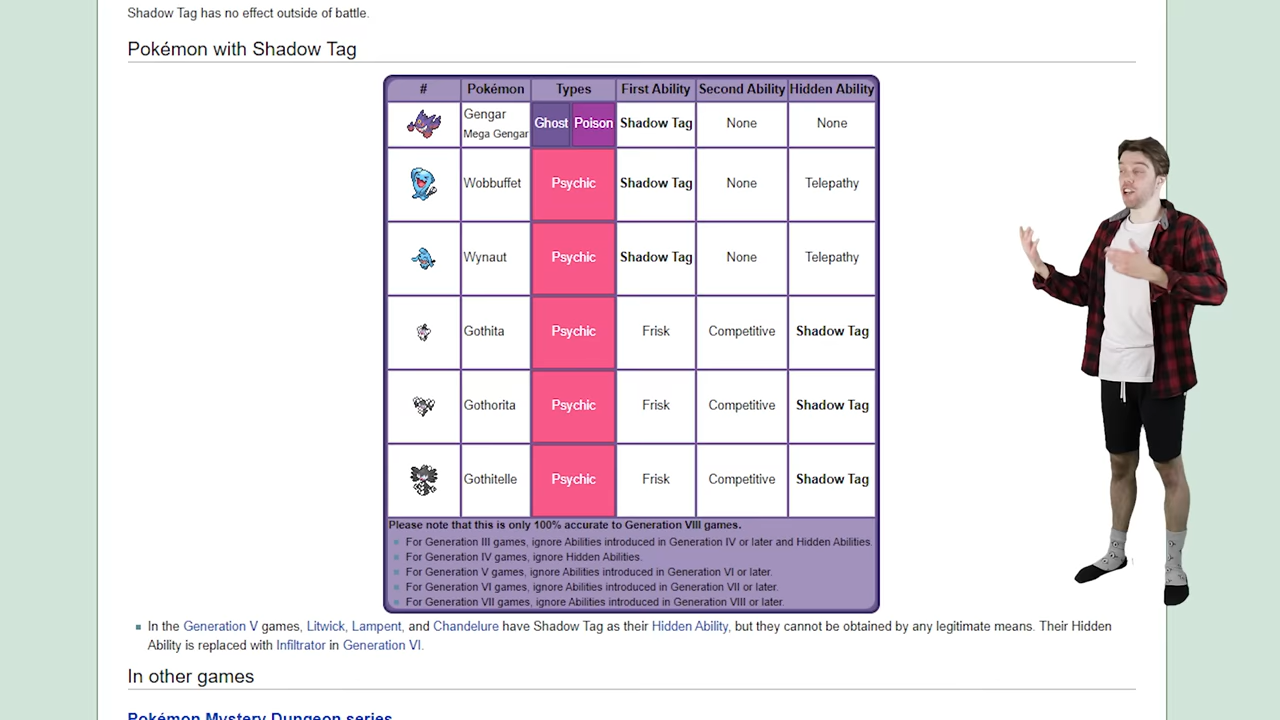 Shadow Tag has no effect outside of battle.
Pokémon with Shadow Tag
# Pokémon Types First Ability Second Ability Hidden Ability
Gengar
Mega Gengar
Ghost Poison Shadow Tag None None
Wobbuffet Psychic Shadow Tag None Telepathy
Wynaut Psychic Shadow Tag None Telepathy
Gothita Psychic Frisk Competitive Shadow Tag
Gothorita Psychic Frisk Competitive Shadow Tag
Gothitelle Psychic Frisk Competitive Shadow Tag
Please note that this is only 100% accurate to Generation VIII games.
For Generation III games, ignore Abilities introduced in Generation IV or later and Hidden Abilities.
For Generation IV games, ignore Hidden Abilities.
For Generation V games, ignore Abilities introduced in Generation VI or later.
For Generation VI games, ignore Abilities introduced in Generation VII or later.
For Generation VII games, ignore Abilities introduced in Generation VIII or later.
In the Generation V games, Litwick, Lampent, and Chandelure have Shadow Tag as their Hidden Ability, but they cannot be obtained by any legitimate means. Their Hidden
Ability is replaced with Infiltrator in Generation VI.
In other games
Pokémon Mystery Dungeon series